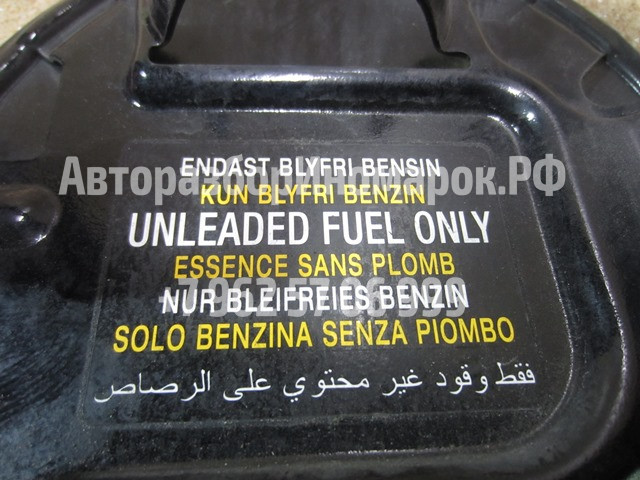 ENDAST BLYFRI BENSIN
КUN BLYFRI BENZIN
UNLEADED FUEL ONLY
ESSENCE SANS PLOMB
NUR BLEIFREIES BENZIN
SOLO BENZINA SENZA PIOMBO
فقط وقود غير محتوي على الرصاص